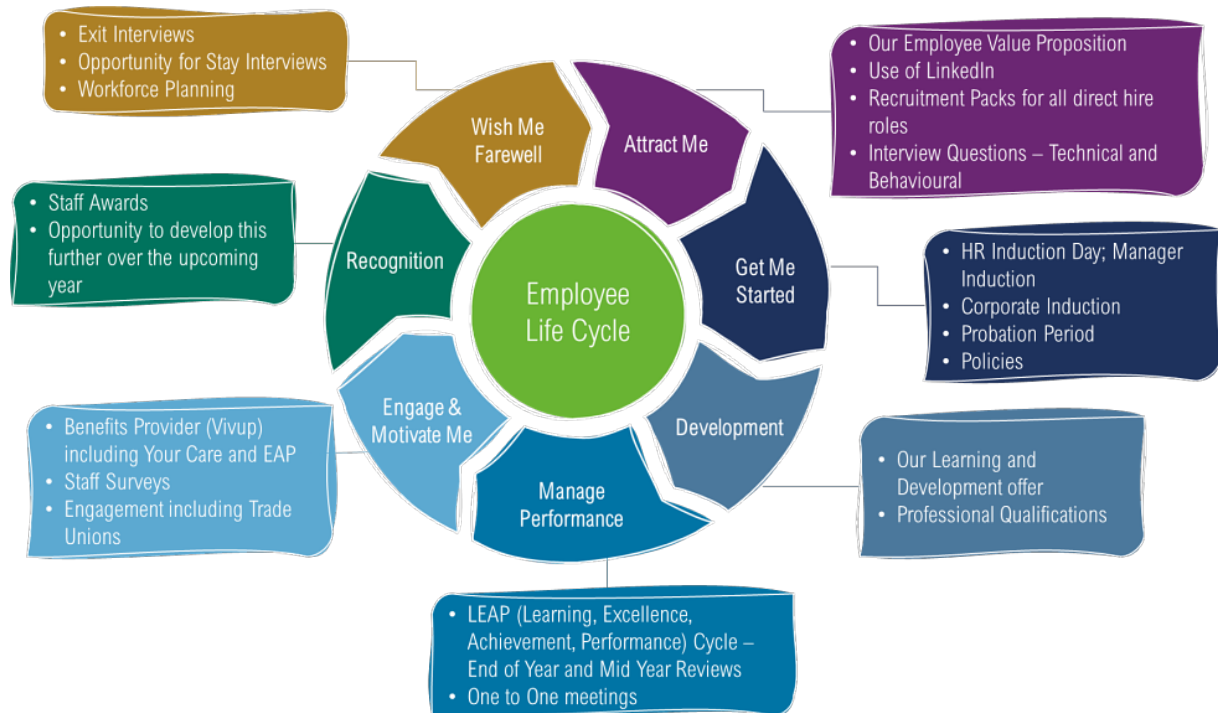 • Exit Interviews
• Opportunity for Stay Interviews
• Workforce Planning
• Our Employee Value Proposition
• Use of LinkedIn
• Recruitment Packs for all direct hire
roles
• Interview Questions – Technical and
Behavioural
Wish Me
Farewell
Attract Me
• Staff Awards
• Opportunity to develop this
further over the upcoming
year
Recognition
Employee
Life Cycle
Get Me
Started
• HR Induction Day; Manager
Induction
• Corporate Induction
• Probation Period
• Policies
Engage &
Motivate Me
Development
• Benefits Provider (Vivup)
including Your Care and EAP
• Staff Surveys
• Engagement including Trade
Unions
Manage
Performance
• Our Learning and
Development offer
• Professional Qualifications
• LEAP (Learning, Excellence,
Achievement, Performance) Cycle –
End of Year and Mid Year Reviews
• One to One meetings